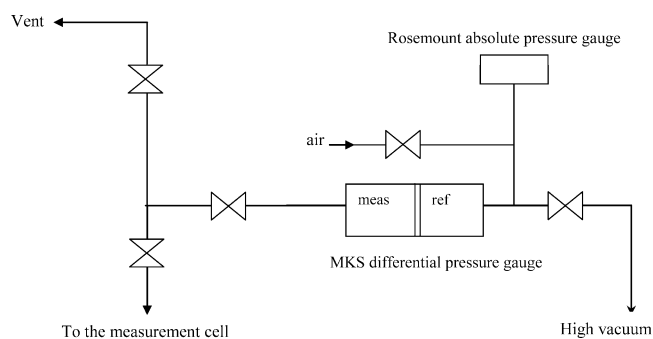 Vent
Rosemount absolute pressure gauge
air
meas
ref
MKS differential pressure gauge
To the measurement cell
High vacuum